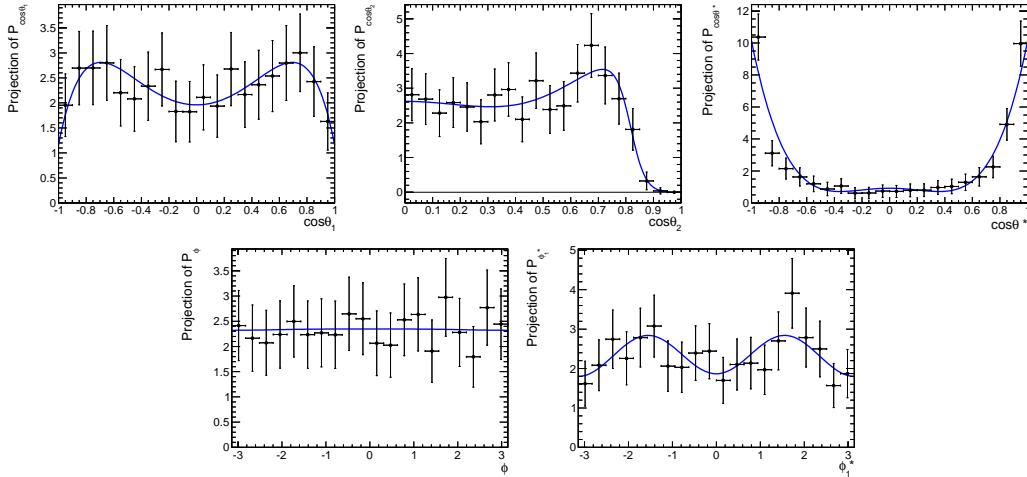 Projection of P_cosθ₁
3.5
3
2.5
2
1.5
1
0.5
0
-1 -0.8 -0.6 -0.4 -0.2 0 0.2 0.4 0.6 0.8 1
cosθ₁
Projection of P_cosθ₂
5
4
3
2
1
0
0 0.1 0.2 0.3 0.4 0.5 0.6 0.7 0.8 0.9 1
cosθ₂
Projection of P_cosθ*
12
10
8
6
4
2
0
-1 -0.8 -0.6 -0.4 -0.2 0 0.2 0.4 0.6 0.8 1
cosθ*
Projection of P_ϕ
3.5
3
2.5
2
1.5
1
0.5
0
-3 -2 -1 0 1 2 3
ϕ
Projection of P_ϕ₁*
5
4
3
2
1
0
-3 -2 -1 0 1 2 3
ϕ₁*